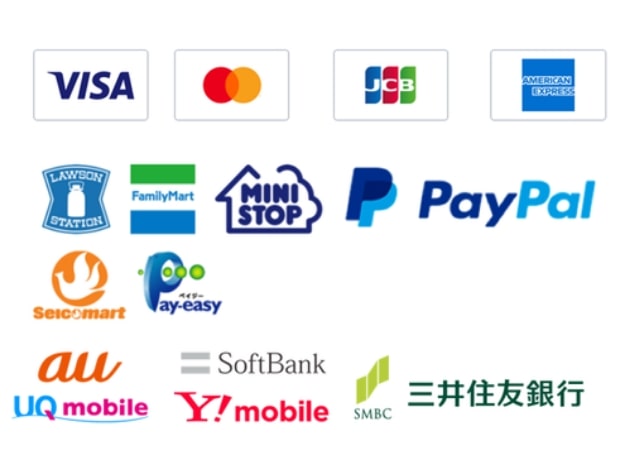 VISA
JCB
AMERICAN
EXPRESS
LAWSON
STATION
FamilyMart
MINI
STOP
PayPal
Seicomart
ペイジー
Pay-easy
au
SoftBank
UQ mobile
Y! mobile
SMBC
三井住友銀行